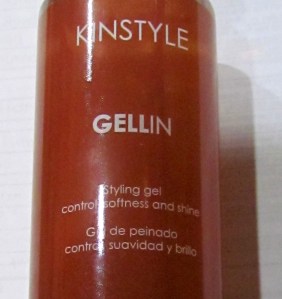 KINSTYLE
GELLIN
Styling gel
control, softness and shine
Gel de peinado
control, suavidad y brillo